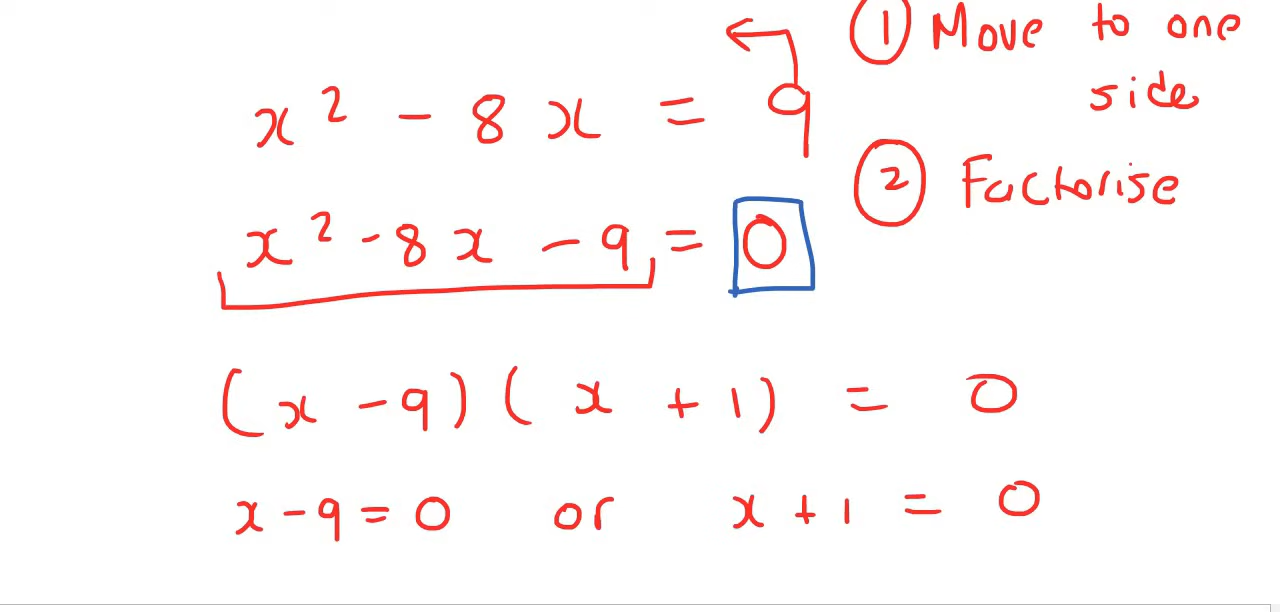 ① Move to one
side
x² - 8x = 9
② Factorise
x² - 8x - 9 = 0
(x - 9)(x + 1) = 0
x - 9 = 0 or x + 1 = 0